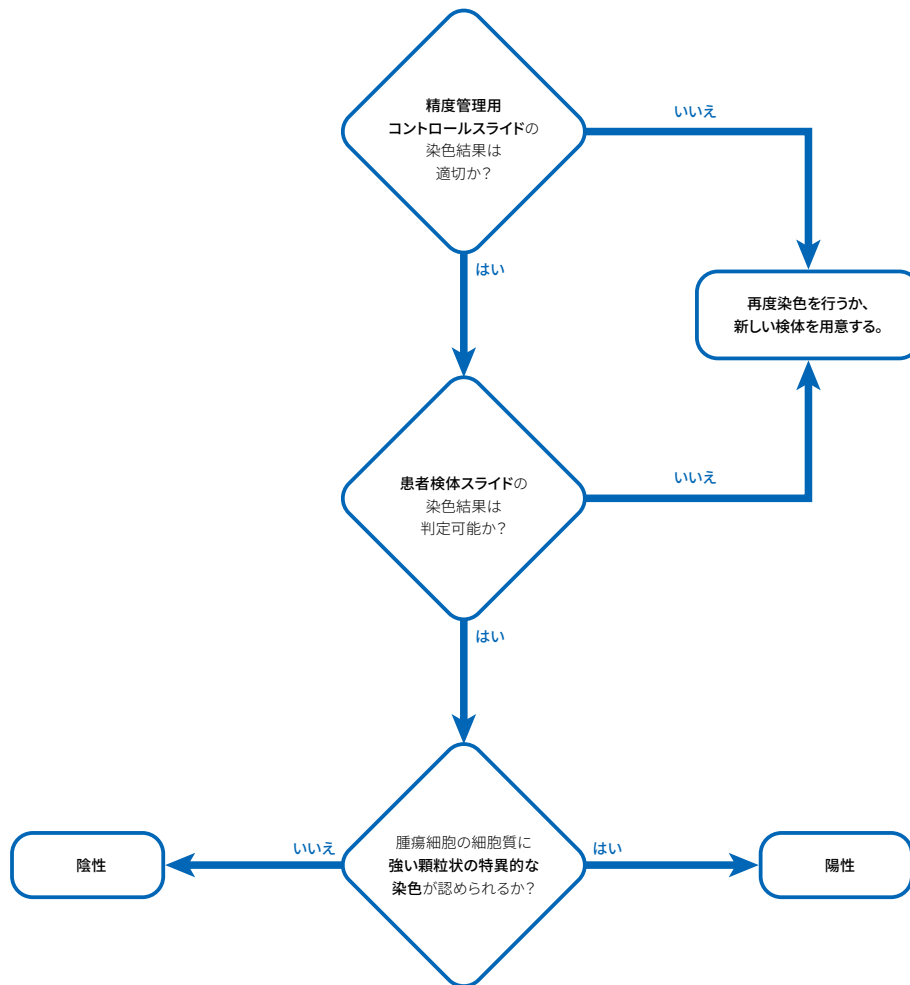 精度管理用
コントロールスライドの
染色結果は
適切か？
いいえ
はい
再度染色を行うか、
新しい検体を用意する。
患者検体スライドの
染色結果は
判定可能か？
いいえ
はい
腫瘍細胞の細胞質に
強い顆粒状の特異的な
染色が認められるか？
いいえ
陰性
はい
陽性